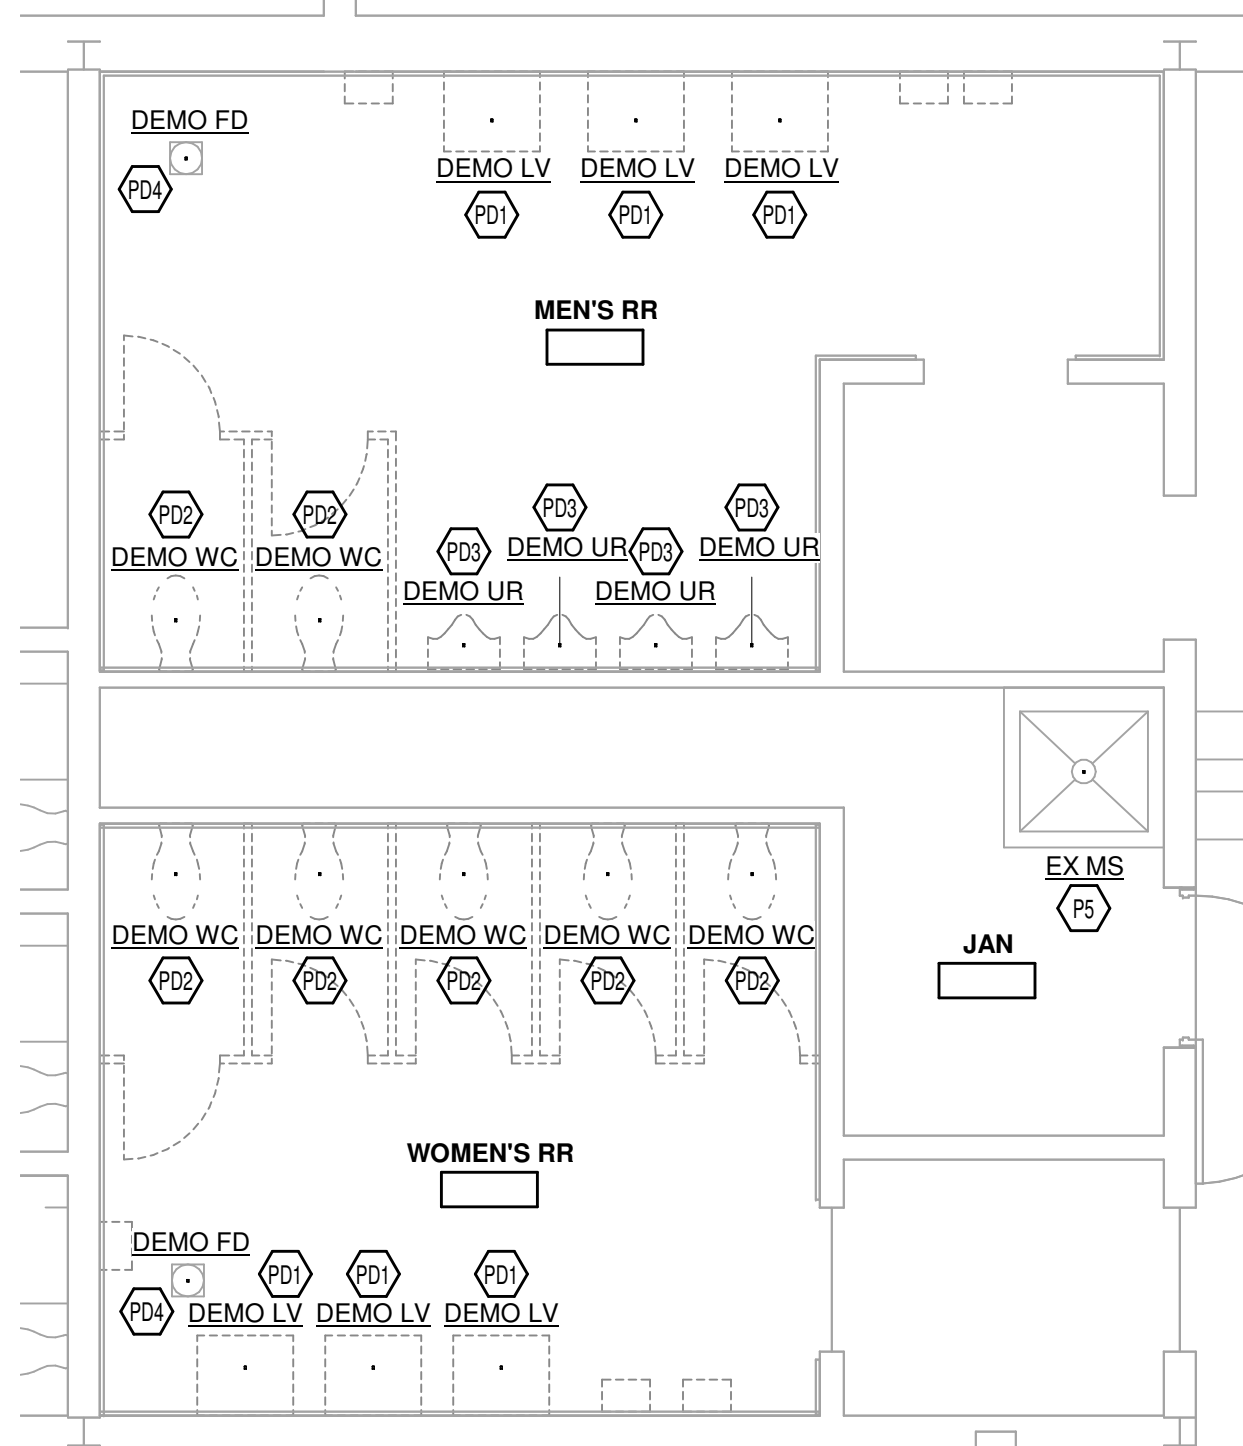 DEMO FD
PD4
DEMO LV DEMO LV DEMO LV
PD1 PD1 PD1
MEN'S RR
PD2 PD2
DEMO WC DEMO WC
PD3 PD3
DEMO UR DEMO UR
PD3 PD3
DEMO UR DEMO UR
EX MS
P5
JAN
DEMO WC DEMO WC DEMO WC DEMO WC DEMO WC
PD2 PD2 PD2 PD2 PD2
WOMEN'S RR
DEMO FD
PD4
PD1 PD1 PD1
DEMO LV DEMO LV DEMO LV